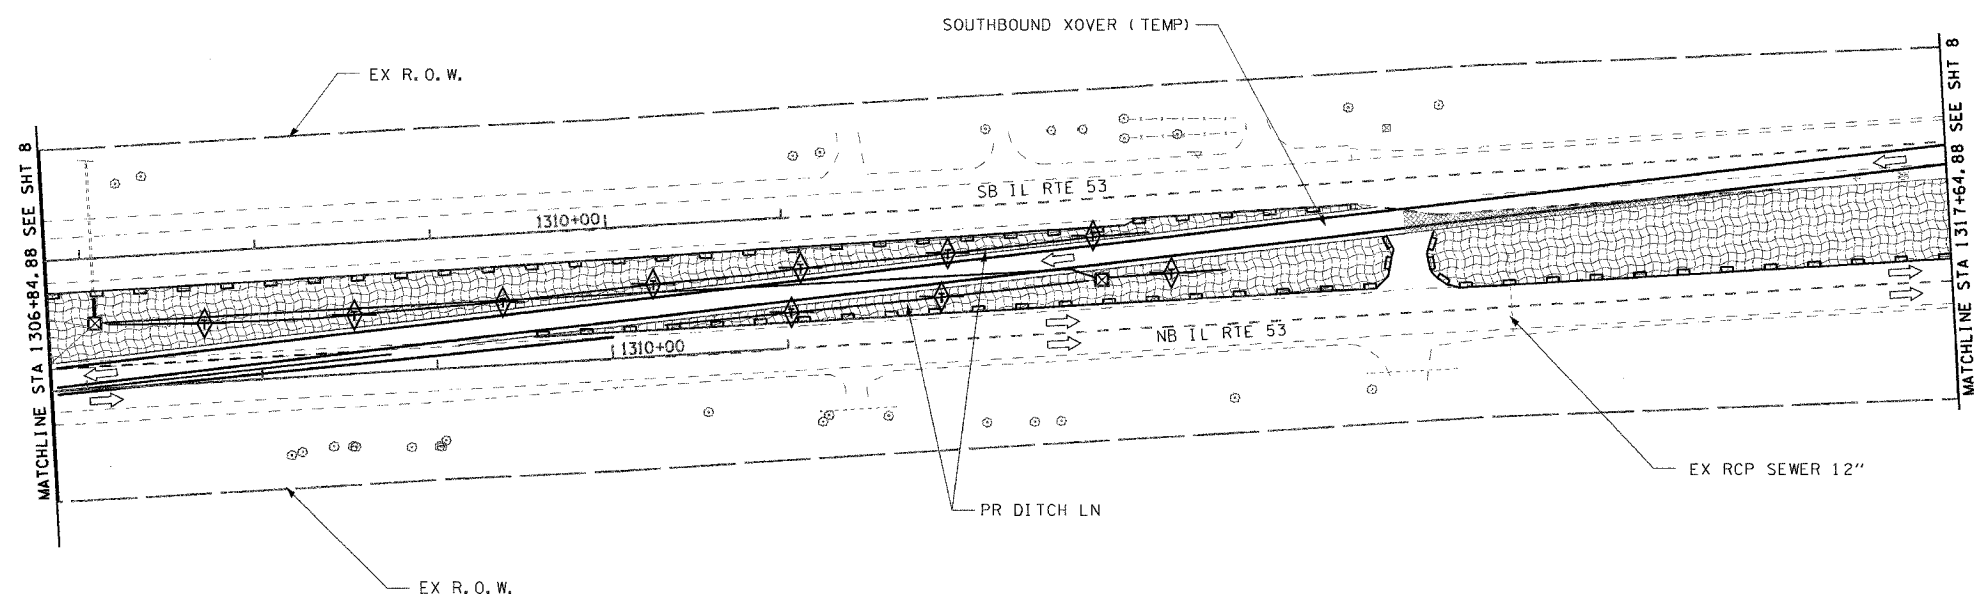 SOUTHBOUND XOVER (TEMP)
EX R.O.W.
MATCHLINE STA 1306+84.88 SEE SHT 8
MATCHLINE STA 1317+64.88 SEE SHT 8
SB IL RTE 53
1310+00
T
T
T
T
T
T
T
T
T
T
NB IL RTE 53
1310+00
EX RCP SEWER 12"
PR DITCH LN
EX R.O.W.